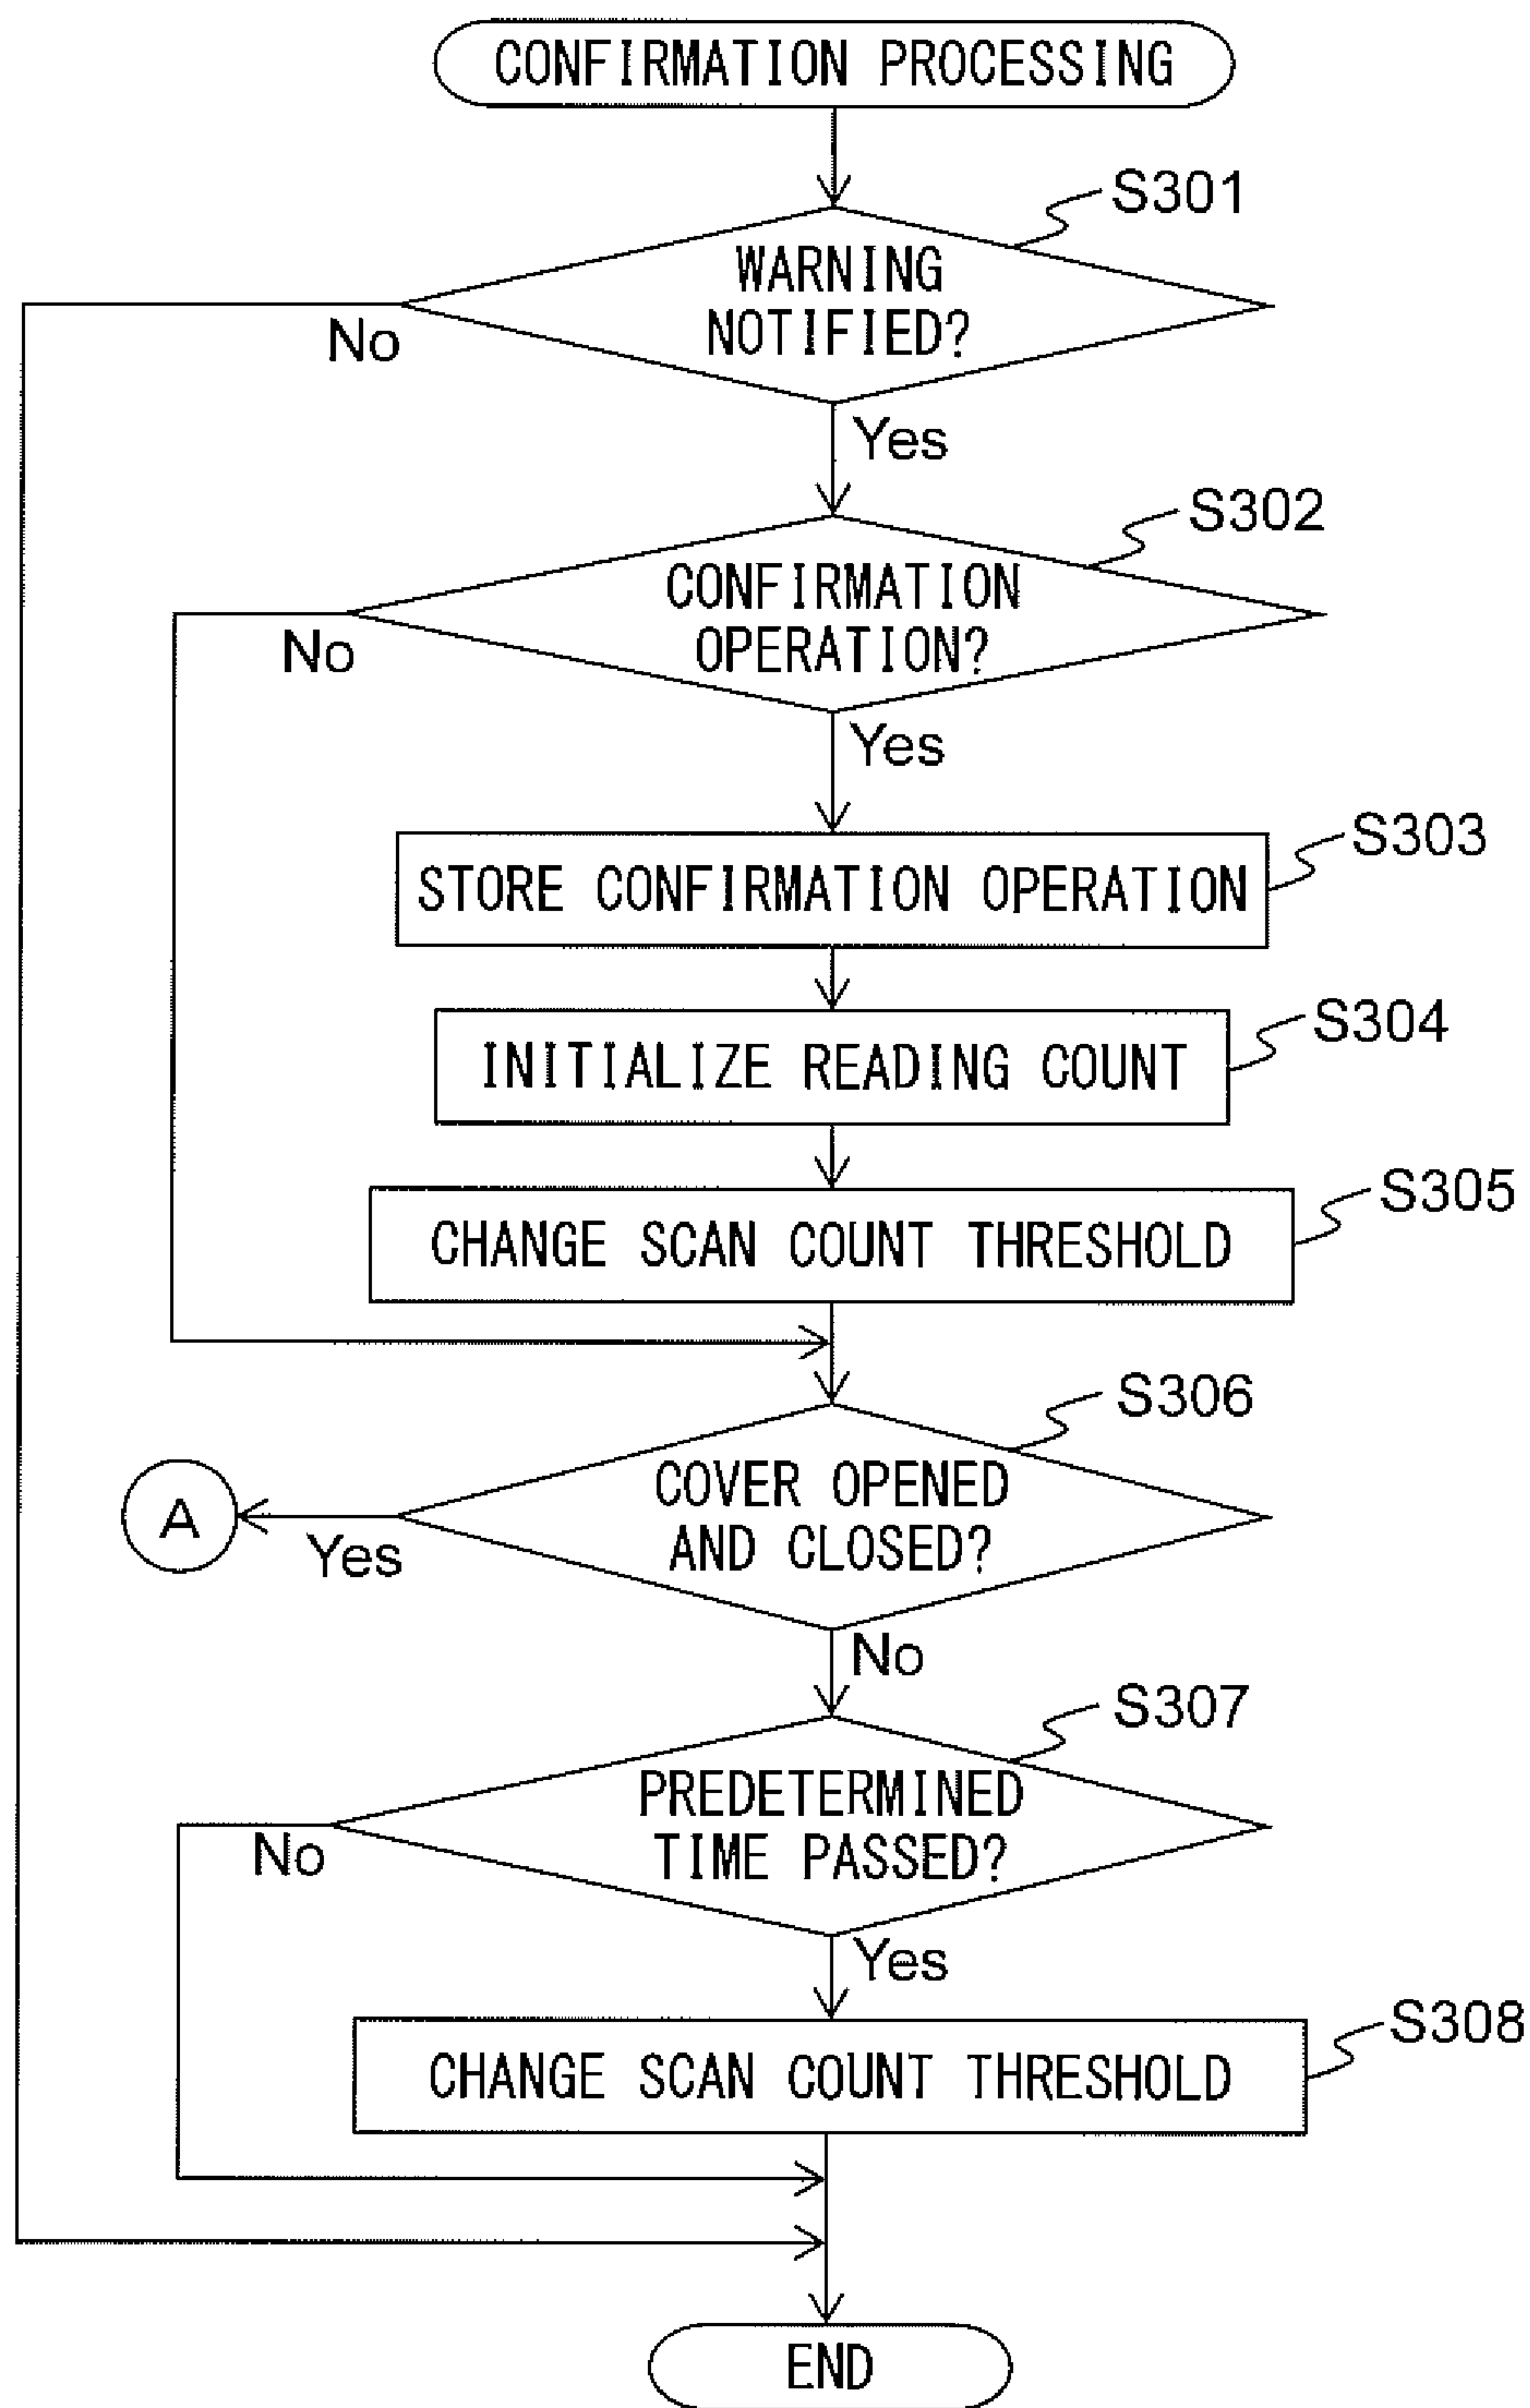 CONFIRMATION PROCESSING
S301
WARNING
NOTIFIED?
No
Yes
S302
CONFIRMATION
OPERATION?
No
Yes
S303
STORE CONFIRMATION OPERATION
S304
INITIALIZE READING COUNT
S305
CHANGE SCAN COUNT THRESHOLD
S306
COVER OPENED
AND CLOSED?
A
Yes
No
S307
PREDETERMINED
TIME PASSED?
No
Yes
S308
CHANGE SCAN COUNT THRESHOLD
END